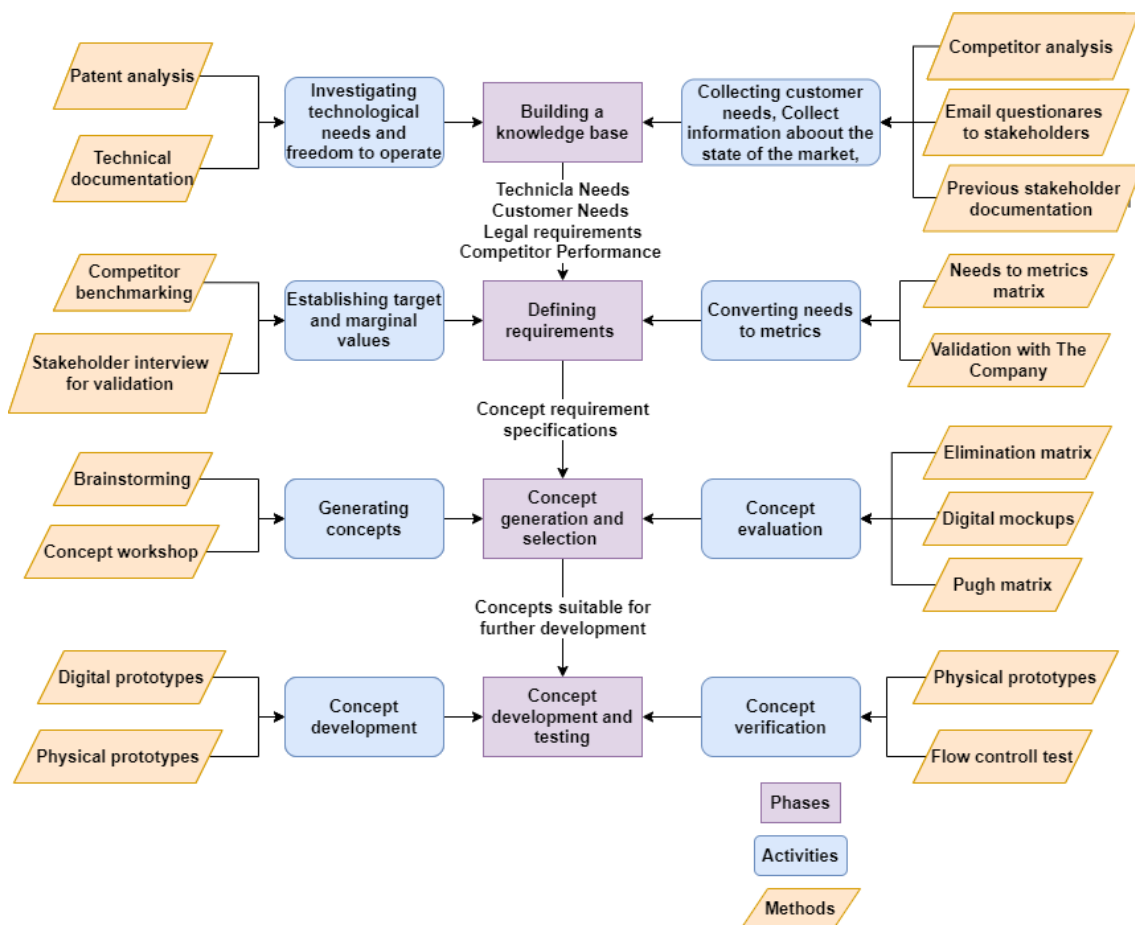 Patent analysis
Technical
documentation
Investigating
technological
needs and
freedom to operate
Building a
knowledge base
Collecting customer
needs, Collect
information aboout the
state of the market,
Competitor analysis
Email questionares
to stakeholders
Previous stakeholder
documentation
Technicla Needs
Customer Needs
Legal requirements
Competitor Performance
Competitor
benchmarking
Stakeholder interview
for validation
Establishing target
and marginal
values
Defining
requirements
Converting needs
to metrics
Needs to metrics
matrix
Validation with The
Company
Concept requirement
specifications
Brainstorming
Concept workshop
Generating
concepts
Concept
generation and
selection
Concept
evaluation
Elimination matrix
Digital mockups
Pugh matrix
Concepts suitable for
further development
Digital prototypes
Physical prototypes
Concept
development
Concept
development and
testing
Concept
verification
Physical prototypes
Flow controll test
Phases
Activities
Methods